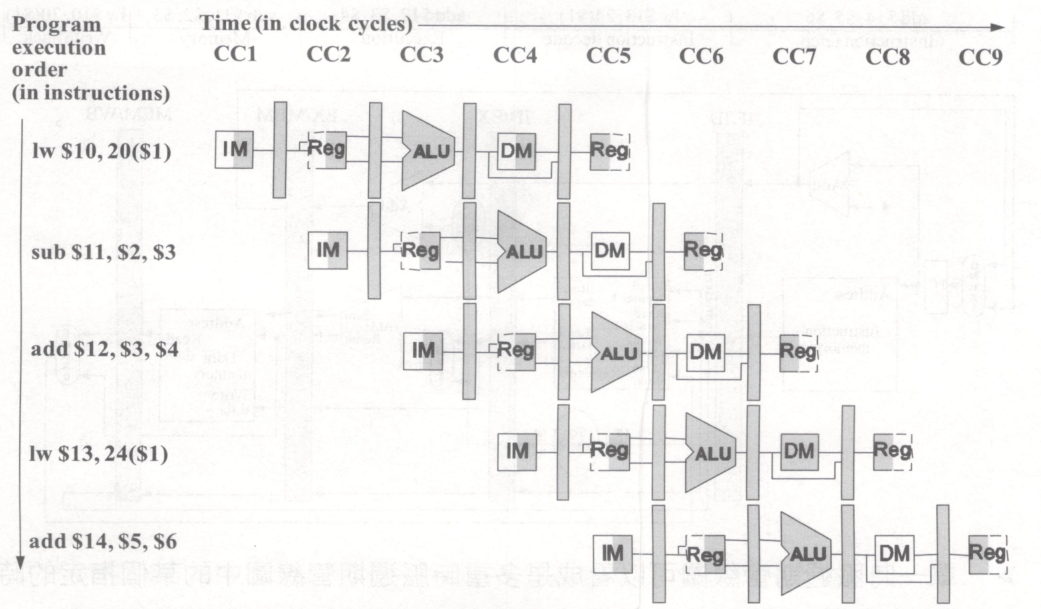 Program
execution
order
(in instructions)
Time (in clock cycles)
CC1 CC2 CC3 CC4 CC5 CC6 CC7 CC8 CC9
lw $10, 20($1) IM Reg ALU DM Reg
sub $11, $2, $3 IM Reg ALU DM Reg
add $12, $3, $4 IM Reg ALU DM Reg
lw $13, 24($1) IM Reg ALU DM Reg
add $14, $5, $6 IM Reg ALU DM Reg